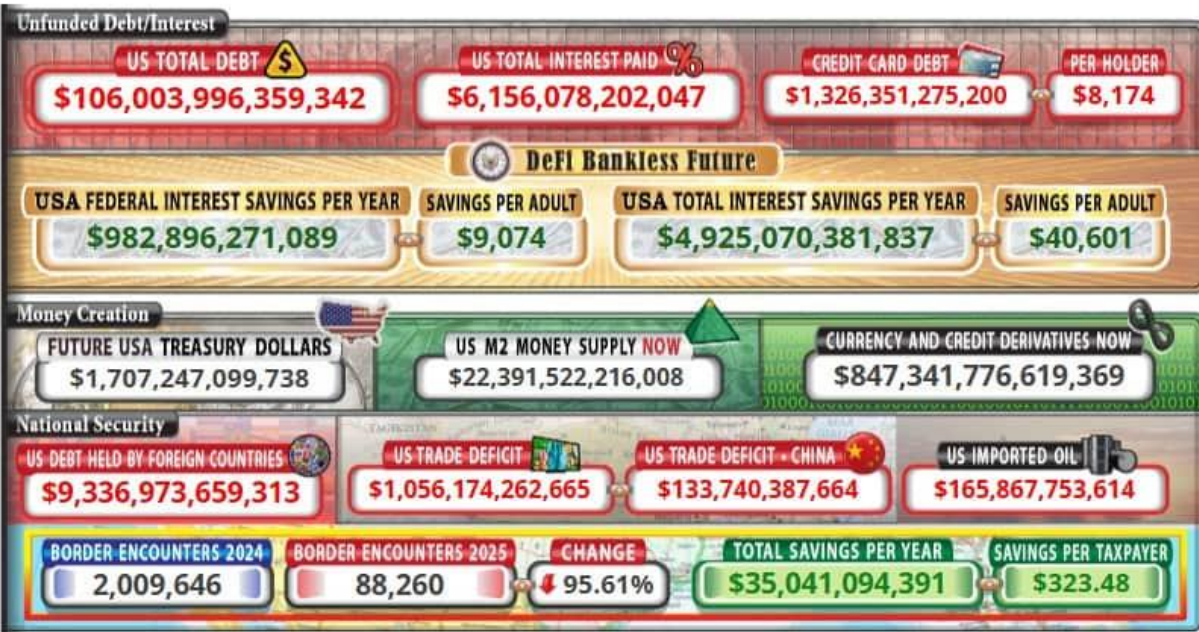 Unfunded Debt/Interest
US TOTAL DEBT $
$106,003,996,359,342
US TOTAL INTEREST PAID %
$6,156,078,202,047
CREDIT CARD DEBT
$1,326,351,275,200
PER HOLDER
$8,174
DeFi Bankless Future
USA FEDERAL INTEREST SAVINGS PER YEAR
$982,896,271,089
SAVINGS PER ADULT
$9,074
USA TOTAL INTEREST SAVINGS PER YEAR
$4,925,070,381,837
SAVINGS PER ADULT
$40,601
Money Creation
FUTURE USA TREASURY DOLLARS
$1,707,247,099,738
US M2 MONEY SUPPLY NOW
$22,391,522,216,008
CURRENCY AND CREDIT DERIVATIVES NOW
$847,341,776,619,369
National Security
US DEBT HELD BY FOREIGN COUNTRIES
$9,336,973,659,313
US TRADE DEFICIT
$1,056,174,262,665
US TRADE DEFICIT - CHINA
$133,740,387,664
US IMPORTED OIL
$165,867,753,614
BORDER ENCOUNTERS 2024
2,009,646
BORDER ENCOUNTERS 2025
88,260
CHANGE
95.61%
TOTAL SAVINGS PER YEAR
$35,041,094,391
SAVINGS PER TAXPAYER
$323.48